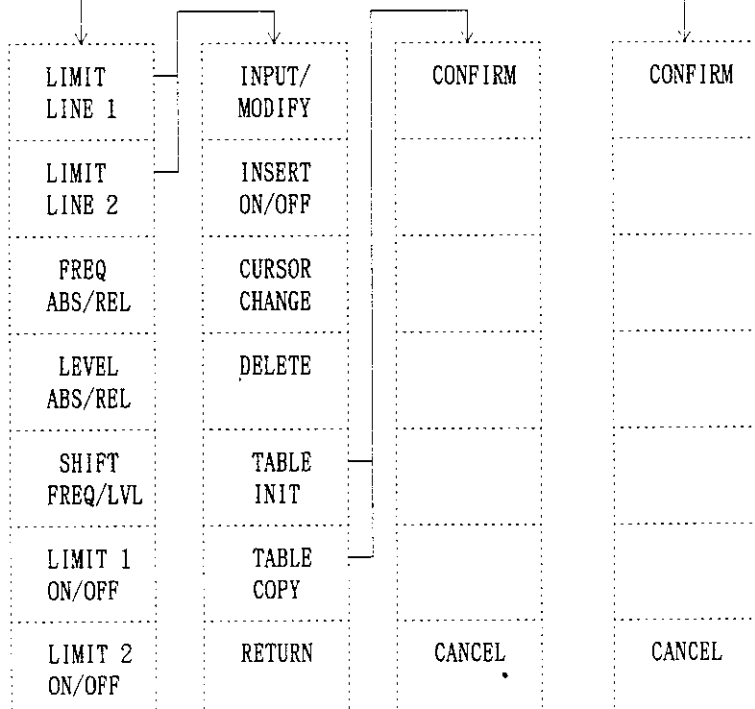 LIMIT
LINE 1
LIMIT
LINE 2
FREQ
ABS/REL
LEVEL
ABS/REL
SHIFT
FREQ/LVL
LIMIT 1
ON/OFF
LIMIT 2
ON/OFF
INPUT/
MODIFY
INSERT
ON/OFF
CURSOR
CHANGE
DELETE
TABLE
INIT
TABLE
COPY
RETURN
CONFIRM
CANCEL
CONFIRM
CANCEL